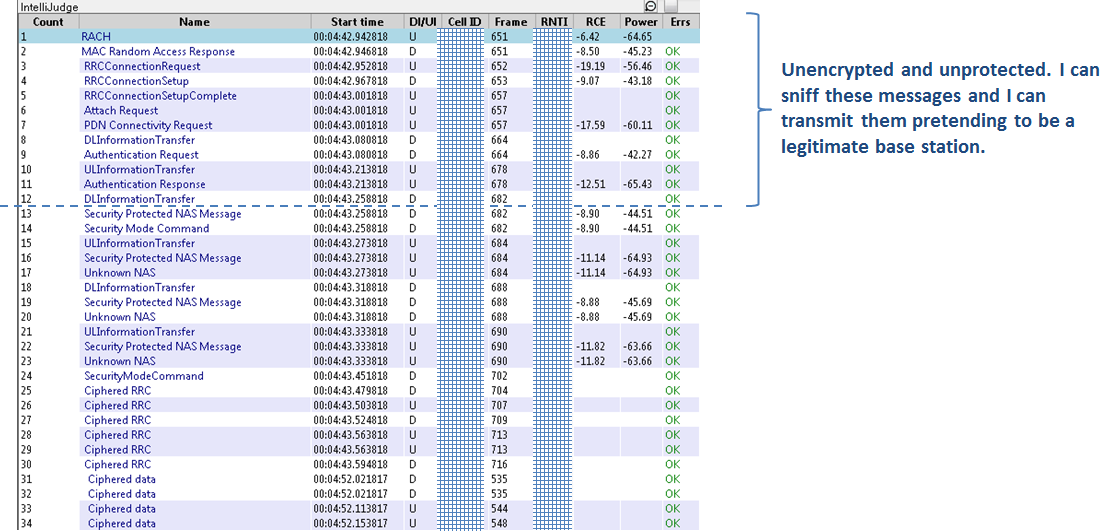 IntelliJudge
Count Name Start time DI/UI Cell ID Frame RNTI RCE Power Errs
1 RACH 00:04:42.942818 U 651 -6.42 -64.65
2 MAC Random Access Response 00:04:42.946818 D 651 -8.50 -45.23 OK
3 RRCConnectionRequest 00:04:42.952818 U 652 -19.19 -56.46 OK
4 RRCConnectionSetup 00:04:42.967818 D 653 -9.07 -43.18 OK
5 RRCConnectionSetupComplete 00:04:43.001818 U 657 OK
6 Attach Request 00:04:43.001818 U 657 OK
7 PDN Connectivity Request 00:04:43.001818 U 657 -17.59 -60.11 OK
8 DLInformationTransfer 00:04:43.080818 D 664 OK
9 Authentication Request 00:04:43.080818 D 664 -8.86 -42.27 OK
10 ULInformationTransfer 00:04:43.213818 U 678 OK
11 Authentication Response 00:04:43.213818 U 678 -12.51 -65.43 OK
12 DLInformationTransfer 00:04:43.258818 D 682 OK
13 Security Protected NAS Message 00:04:43.258818 D 682 -8.90 -44.51 OK
14 Security Mode Command 00:04:43.258818 D 682 -8.90 -44.51 OK
15 ULInformationTransfer 00:04:43.273818 U 684 OK
16 Security Protected NAS Message 00:04:43.273818 U 684 -11.14 -64.93 OK
17 Unknown NAS 00:04:43.273818 U 684 -11.14 -64.93 OK
18 DLInformationTransfer 00:04:43.318818 D 688 OK
19 Security Protected NAS Message 00:04:43.318818 D 688 -8.88 -45.69 OK
20 Unknown NAS 00:04:43.318818 D 688 -8.88 -45.69 OK
21 ULInformationTransfer 00:04:43.333818 U 690 OK
22 Security Protected NAS Message 00:04:43.333818 U 690 -11.82 -63.66 OK
23 Unknown NAS 00:04:43.333818 U 690 -11.82 -63.66 OK
24 SecurityModeCommand 00:04:43.451818 D 702 OK
25 Ciphered RRC 00:04:43.479818 D 704 OK
26 Ciphered RRC 00:04:43.503818 U 707 OK
27 Ciphered RRC 00:04:43.524818 D 709 OK
28 Ciphered RRC 00:04:43.563818 U 713 OK
29 Ciphered RRC 00:04:43.563818 U 713 OK
30 Ciphered RRC 00:04:43.594818 D 716 OK
31 Ciphered data 00:04:52.021817 D 535 OK
32 Ciphered data 00:04:52.021817 D 535 OK
33 Ciphered data 00:04:52.113817 U 544 OK
34 Ciphered data 00:04:52.153817 U 548 OK
Unencrypted and unprotected. I can
sniff these messages and I can
transmit them pretending to be a
legitimate base station.